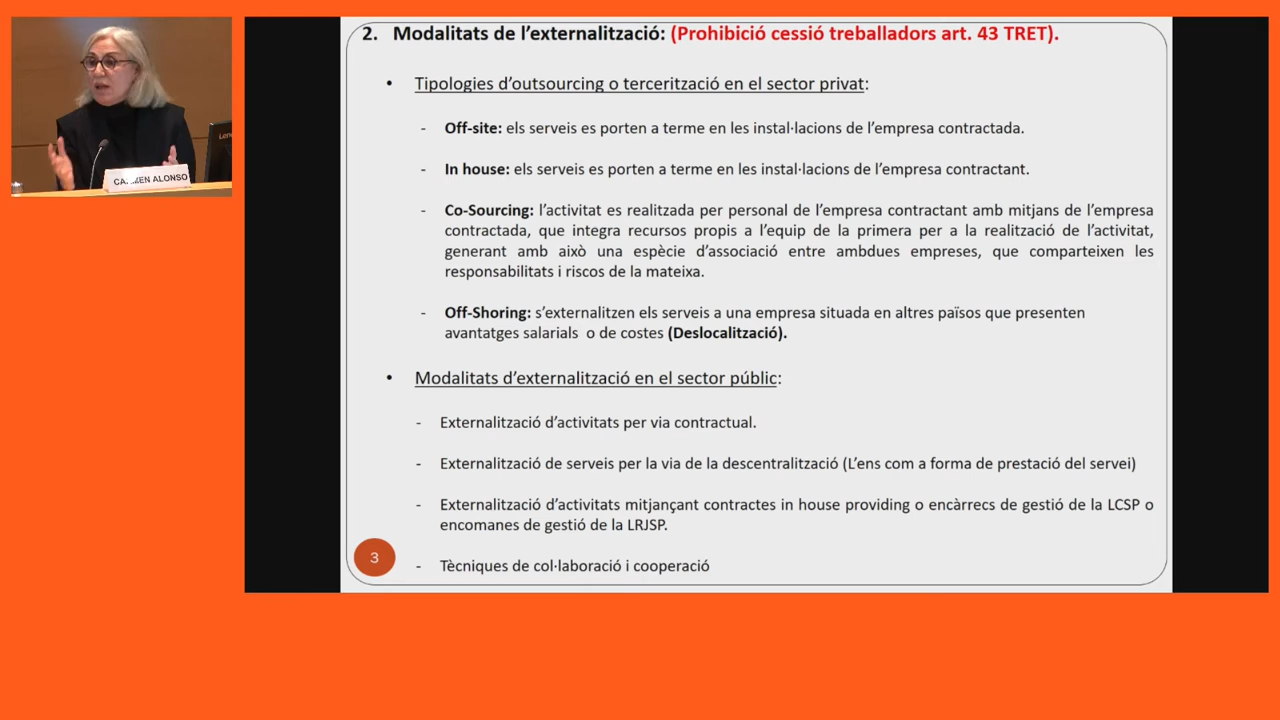 Leno
CARMEN ALONSO
2. Modalitats de l’externalització: (Prohibició cessió treballadors art. 43 TRET).
• Tipologies d’outsourcing o tercerització en el sector privat:
- Off-site: els serveis es porten a terme en les instal·lacions de l’empresa contractada.
- In house: els serveis es porten a terme en les instal·lacions de l’empresa contractant.
- Co-Sourcing: l’activitat es realitzada per personal de l’empresa contractant amb mitjans de l’empresa
contractada, que integra recursos propis a l’equip de la primera per a la realització de l’activitat,
generant amb això una espècie d’associació entre ambdues empreses, que comparteixen les
responsabilitats i riscos de la mateixa.
- Off-Shoring: s’externalitzen els serveis a una empresa situada en altres països que presenten
avantatges salarials o de costes (Deslocalització).
• Modalitats d’externalització en el sector públic:
- Externalització d’activitats per via contractual.
- Externalització de serveis per la via de la descentralització (L’ens com a forma de prestació del servei)
- Externalització d’activitats mitjançant contractes in house providing o encàrrecs de gestió de la LCSP o
encomanes de gestió de la LRJSP.
- Tècniques de col·laboració i cooperació
3